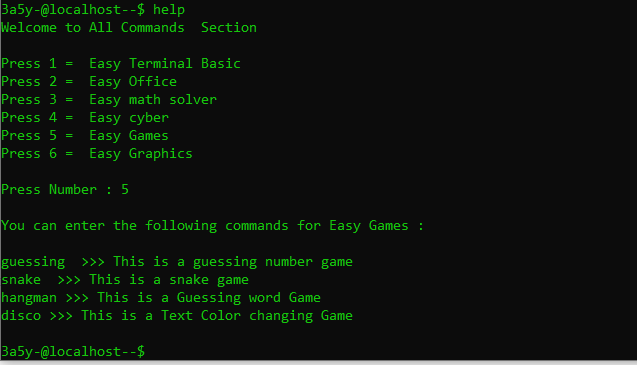 3a5y-@localhost--$ help
Welcome to All Commands  Section
Press 1 =  Easy Terminal Basic
Press 2 =  Easy Office
Press 3 =  Easy math solver
Press 4 =  Easy cyber
Press 5 =  Easy Games
Press 6 =  Easy Graphics
Press Number : 5
You can enter the following commands for Easy Games :
guessing  >>> This is a guessing number game
snake  >>> This is a snake game
hangman >>> This is a Guessing word Game
disco >>> This is a Text Color changing Game
3a5y-@localhost--$